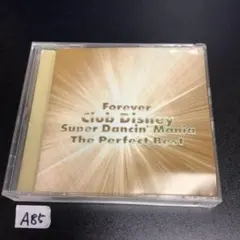 Forever
Club Disney
Super Dancin' Mania
The Perfect Best
A85